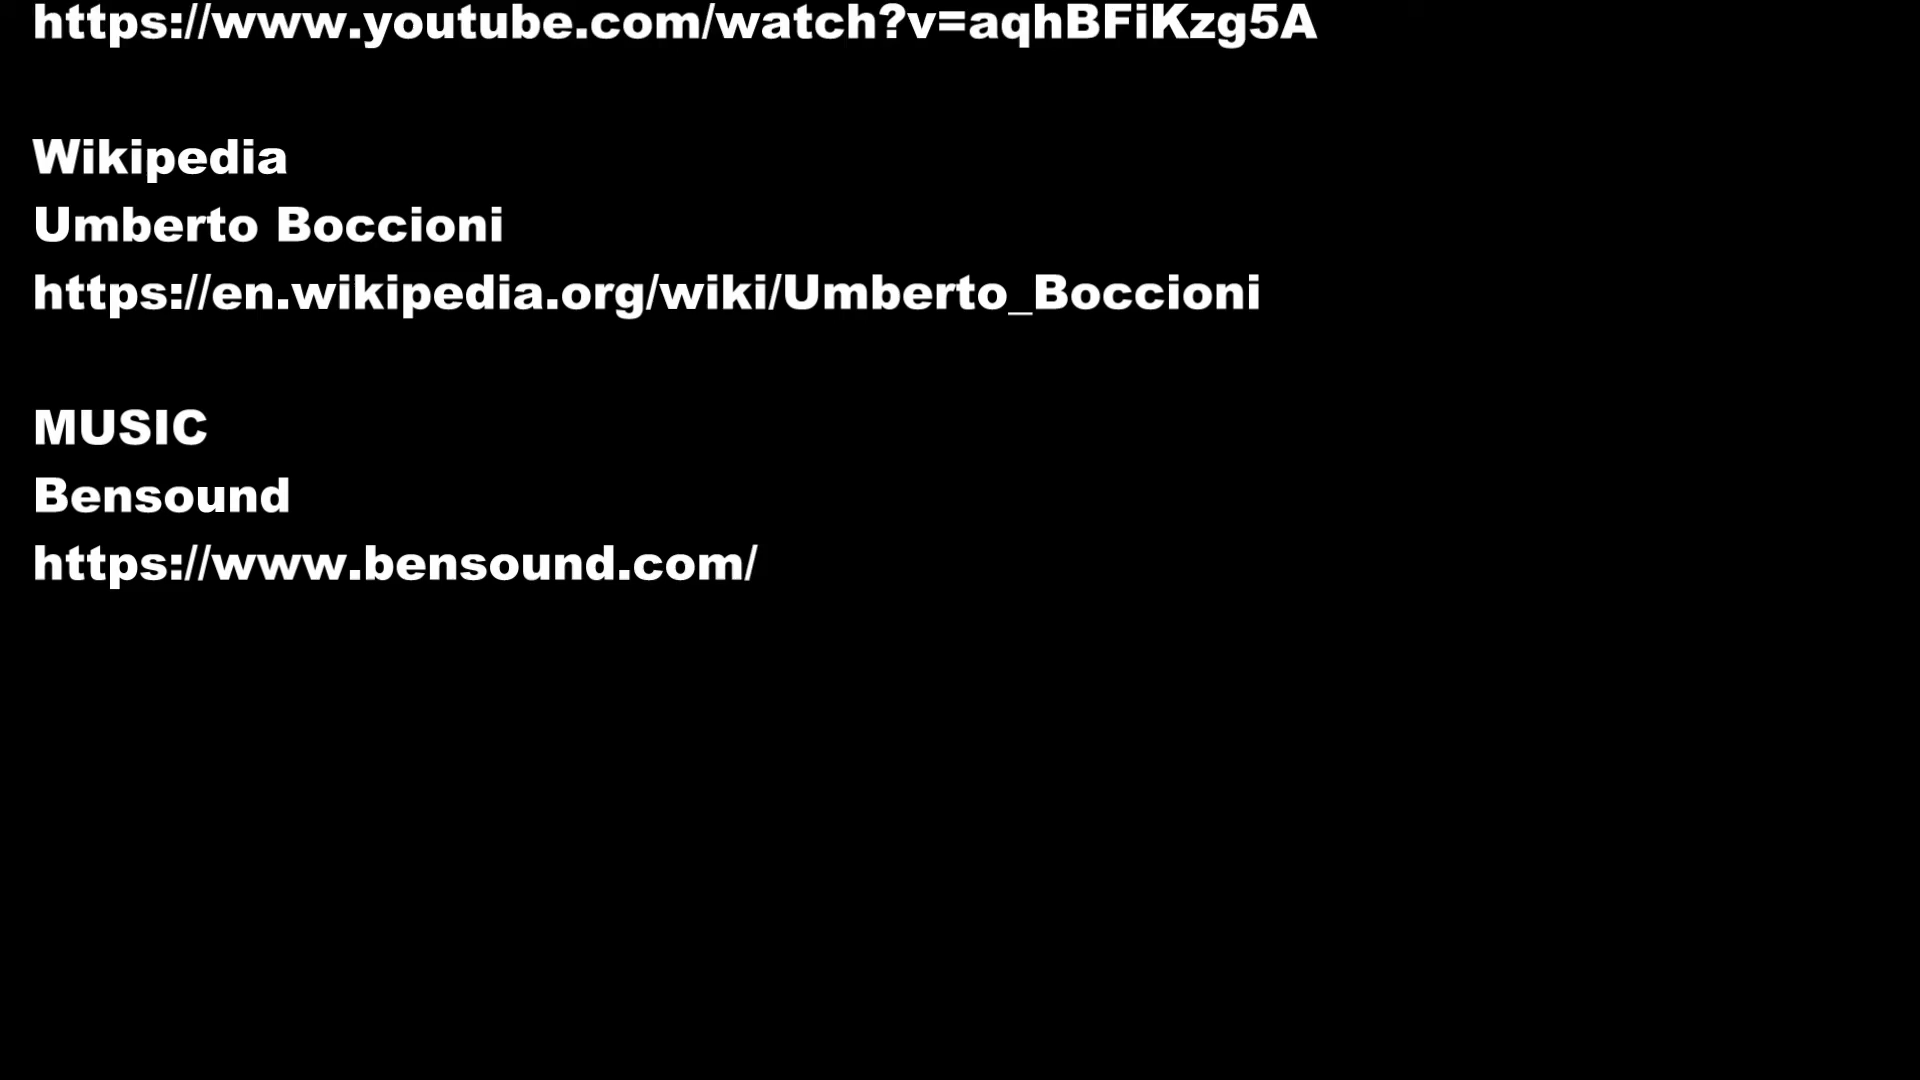 https://www.youtube.com/watch?v=aqhBFiKzg5A
Wikipedia
Umberto Boccioni
https://en.wikipedia.org/wiki/Umberto_Boccioni
MUSIC
Bensound
https://www.bensound.com/